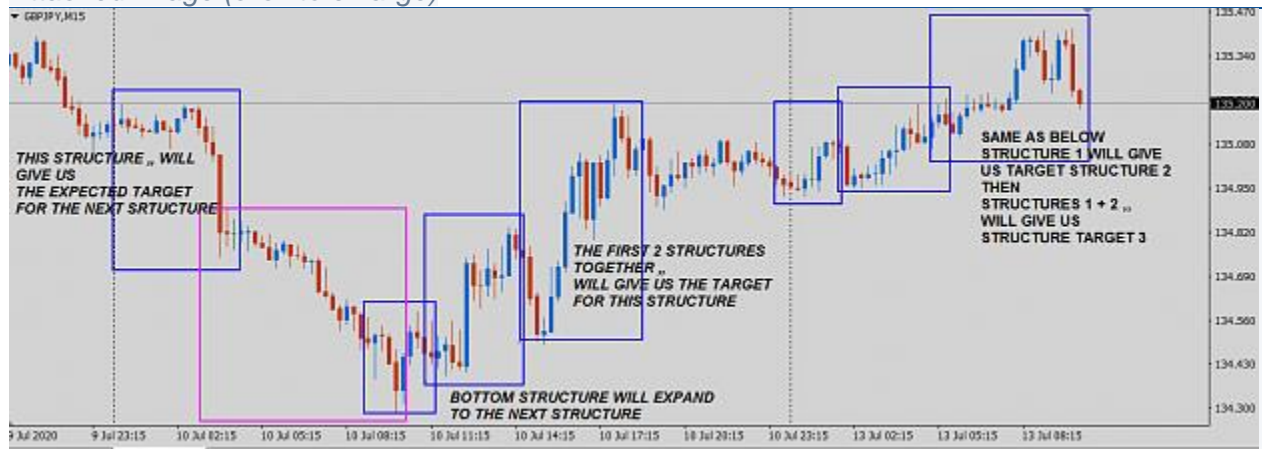 GBPJPY,M15
THIS STRUCTURE ,, WILL
GIVE US
THE EXPECTED TARGET
FOR THE NEXT SRTUCTURE
THE FIRST 2 STRUCTURES
TOGETHER ,,
WILL GIVE US THE TARGET
FOR THIS STRUCTURE
BOTTOM STRUCTURE WILL EXPAND
TO THE NEXT STRUCTURE
SAME AS BELOW
STRUCTURE 1 WILL GIVE
US TARGET STRUCTURE 2
THEN
STRUCTURES 1 + 2 ,,
WILL GIVE US
STRUCTURE TARGET 3
135.470
135.340
135.200
135.080
134.950
134.820
134.690
134.560
134.430
134.300
9 Jul 2020 9 Jul 23:15 10 Jul 02:15 10 Jul 05:15 10 Jul 08:15 10 Jul 11:15 10 Jul 14:15 10 Jul 17:15 10 Jul 20:15 10 Jul 23:15 13 Jul 02:15 13 Jul 05:15 13 Jul 08:15